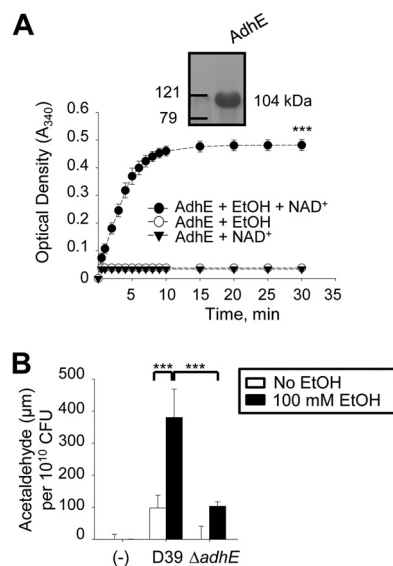 A
AdhE
121
79
104 kDa
Optical Density (A340)
0.6
0.5
0.4
0.3
0.2
0.1
0
***
AdhE + EtOH + NAD+
AdhE + EtOH
AdhE + NAD+
5 10 15 20 25 30 35
Time, min
B
Acetaldehyde (µm)
per 10^10 CFU
500
400
300
200
100
0
*** ***
No EtOH
100 mM EtOH
(-) D39 ΔadhE